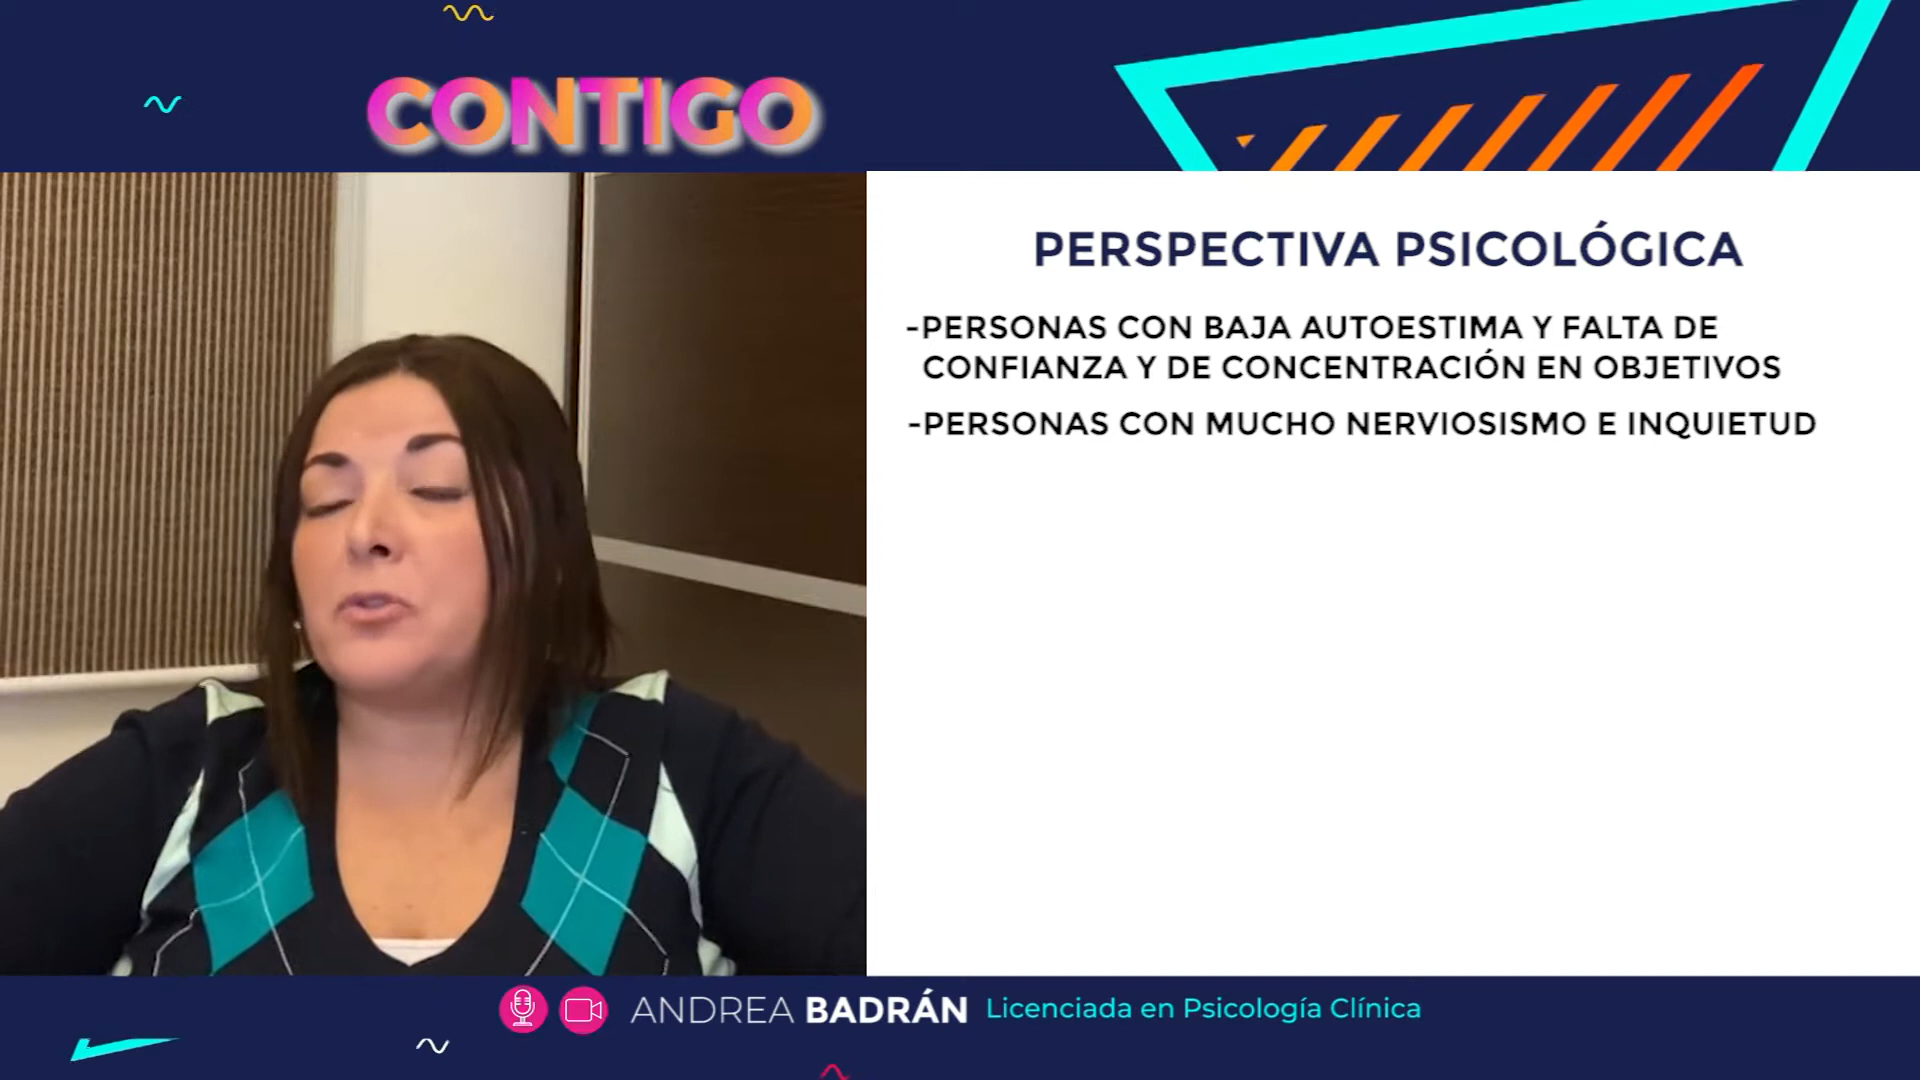 CONTIGO
PERSPECTIVA PSICOLÓGICA
-PERSONAS CON BAJA AUTOESTIMA Y FALTA DE
CONFIANZA Y DE CONCENTRACIÓN EN OBJETIVOS
-PERSONAS CON MUCHO NERVIOSISMO E INQUIETUD
ANDREA BADRÁN Licenciada en Psicología Clínica